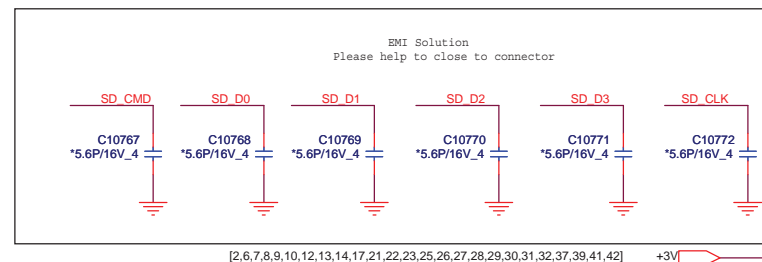 EMI Solution
Please help to close to connector
SD_CMD SD_D0 SD_D1 SD_D2 SD_D3 SD_CLK
C10767 C10768 C10769 C10770 C10771 C10772
*5.6P/16V_4 *5.6P/16V_4 *5.6P/16V_4 *5.6P/16V_4 *5.6P/16V_4 *5.6P/16V_4
[2,6,7,8,9,10,12,13,14,17,21,22,23,25,26,27,28,29,30,31,32,37,39,41,42] +3V